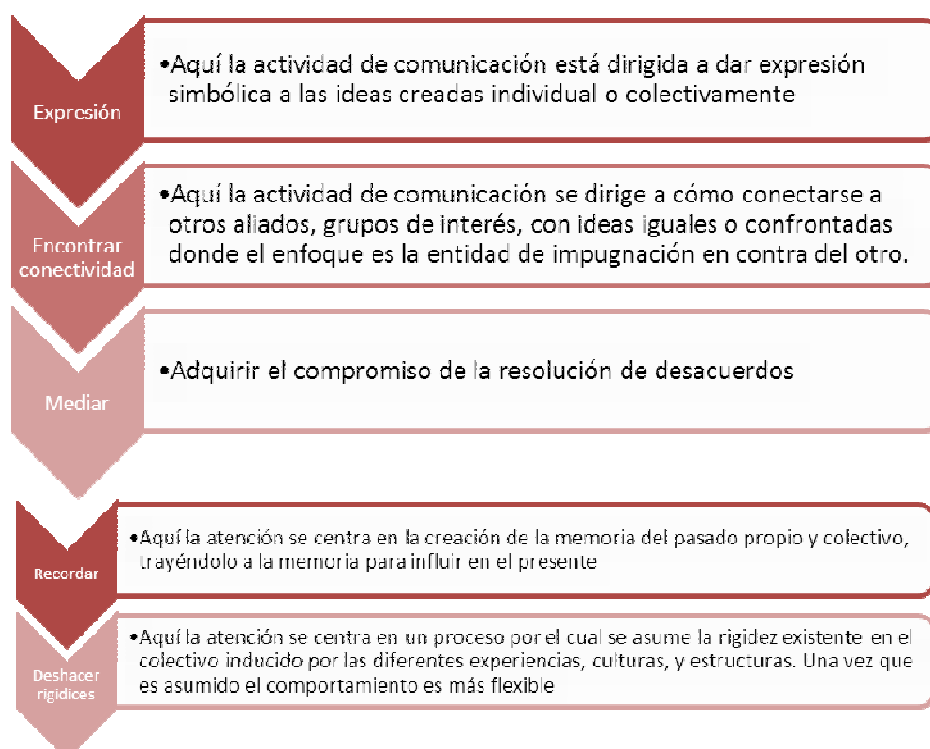 Expresión
•Aquí la actividad de comunicación está dirigida a dar expresión
simbólica a las ideas creadas individual o colectivamente
Encontrar
conectividad
•Aquí la actividad de comunicación se dirige a cómo conectarse a
otros aliados, grupos de interés, con ideas iguales o confrontadas
donde el enfoque es la entidad de impugnación en contra del otro.
Mediar
•Adquirir el compromiso de la resolución de desacuerdos
Recordar
•Aquí la atención se centra en la creación de la memoria del pasado propio y colectivo,
trayéndolo a la memoria para influir en el presente
Deshacer
rigidices
•Aquí la atención se centra en un proceso por el cual se asume la rigidez existente en el
colectivo inducido por las diferentes experiencias, culturas, y estructuras. Una vez que
es asumido el comportamiento es más flexible